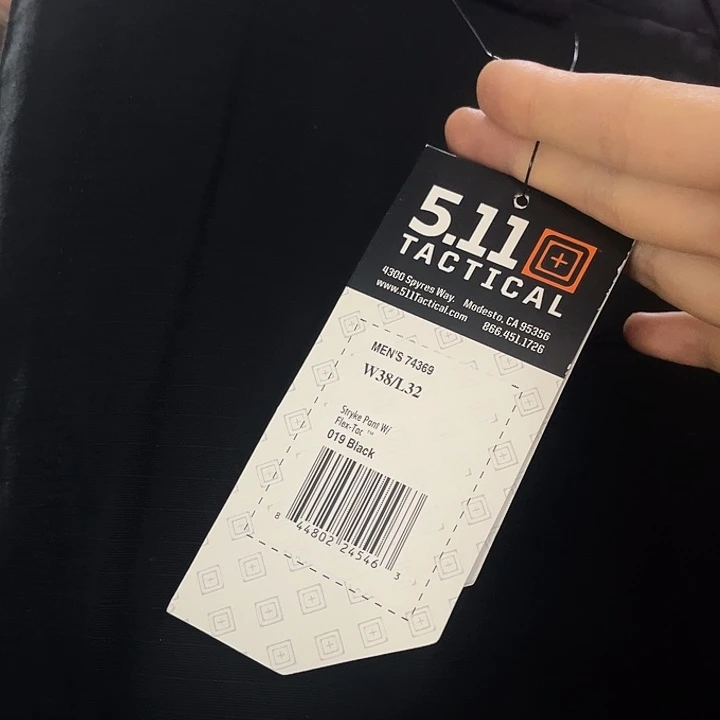 5.11
TACTICAL
4300 Spyres Way. Modesto, CA 95356
www.511Tactical.com 866.451.1726
MEN'S 74369
W38/L32
Stryke Pant W/
Flex-Tac ™
019 Black
8 44802 24546 3